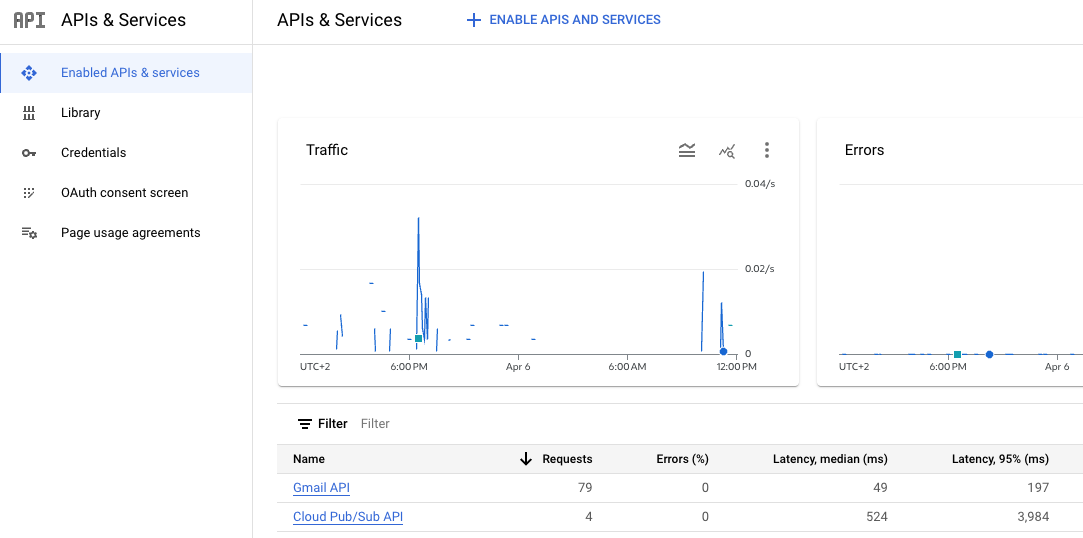 API APIs & Services
APIs & Services
ENABLE APIS AND SERVICES
Enabled APIs & services
Library
Credentials
OAuth consent screen
Page usage agreements
Traffic
0.04/s
0.02/s
0
UTC+2 6:00 PM Apr 6 6:00 AM 12:00 PM
Errors
UTC+2 6:00 PM Apr 6
Filter Filter
Name Requests Errors (%) Latency, median (ms) Latency, 95% (ms)
Gmail API 79 0 49 197
Cloud Pub/Sub API 4 0 524 3,984